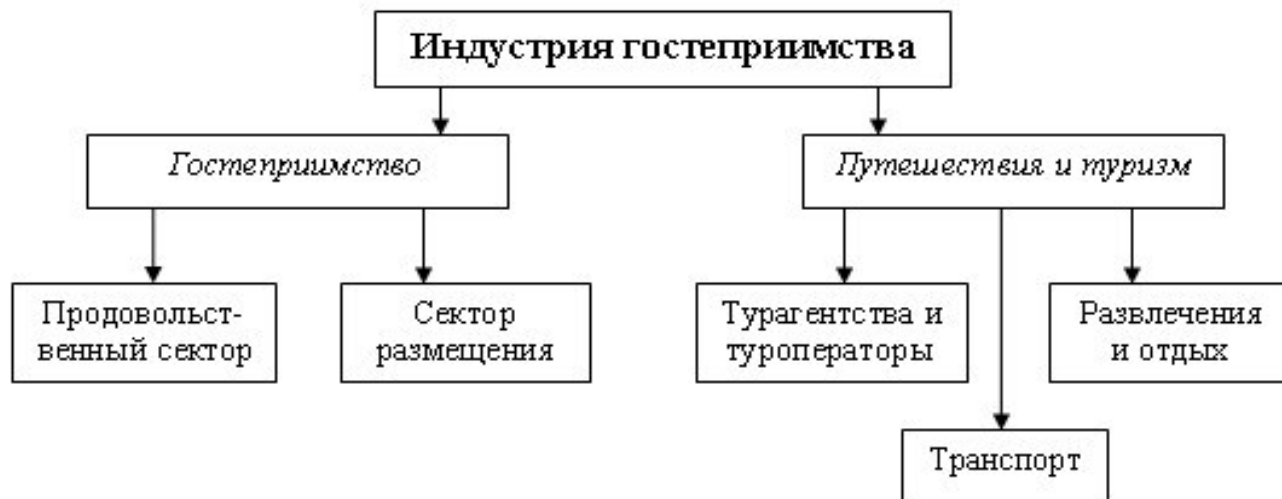 Индустрия гостеприимства
Гостеприимство
Путешествия и туризм
Продовольст-
венный сектор
Сектор
размещения
Турагентства и
туроператоры
Развлечения
и отдых
Транспорт